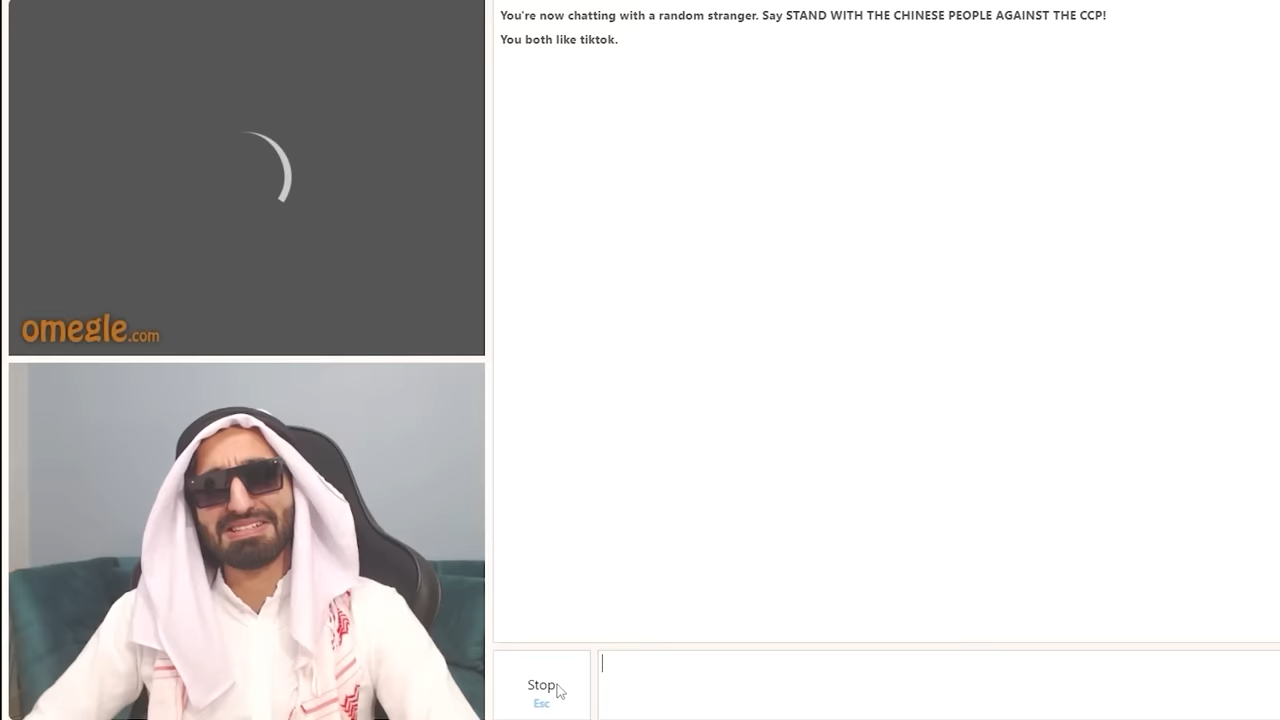 You're now chatting with a random stranger. Say STAND WITH THE CHINESE PEOPLE AGAINST THE CCP!
You both like tiktok.
omegle.com
Stop
Esc